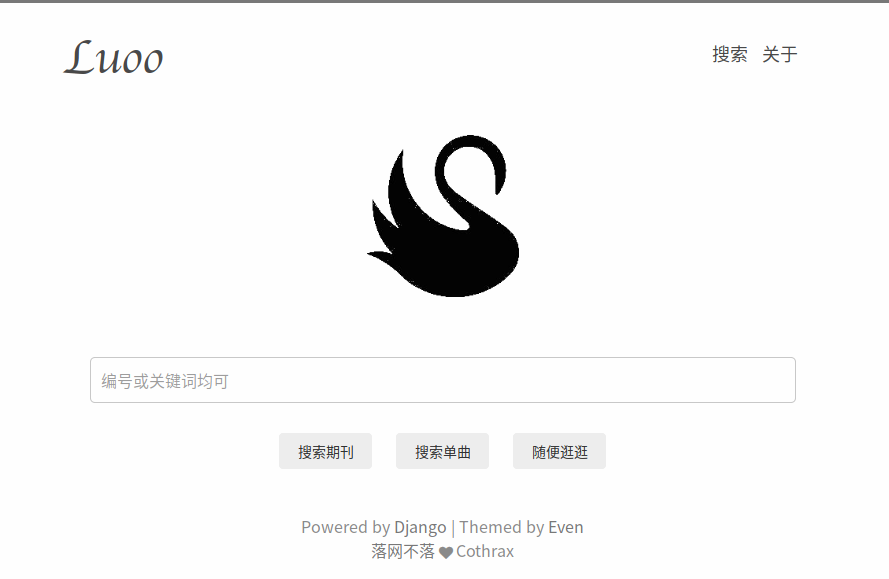 Luoo
搜索 关于
编号或关键词均可
搜索期刊 搜索单曲 随便逛逛
Powered by Django | Themed by Even
落网不落 ♥ Cothrax